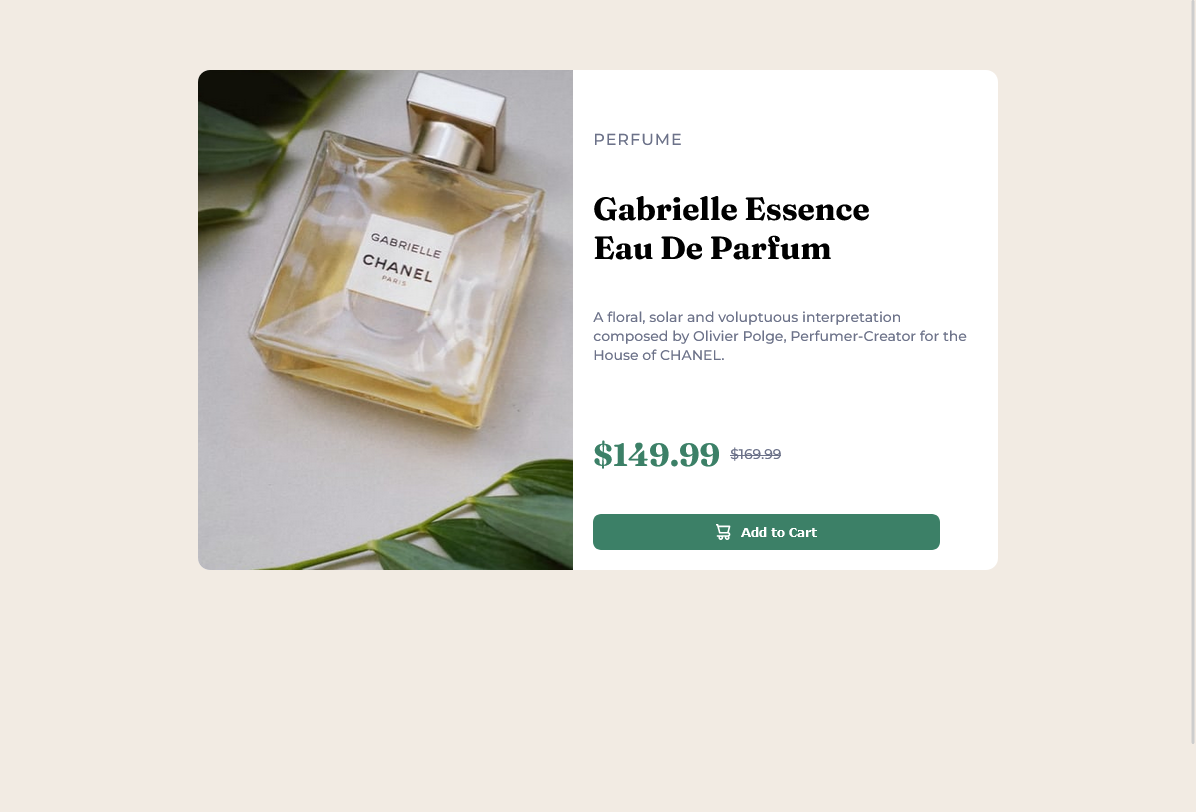 GABRIELLE
CHANEL
PARIS
PERFUME
Gabrielle Essence
Eau De Parfum
A floral, solar and voluptuous interpretation
composed by Olivier Polge, Perfumer-Creator for the
House of CHANEL.
$149.99 $169.99
Add to Cart